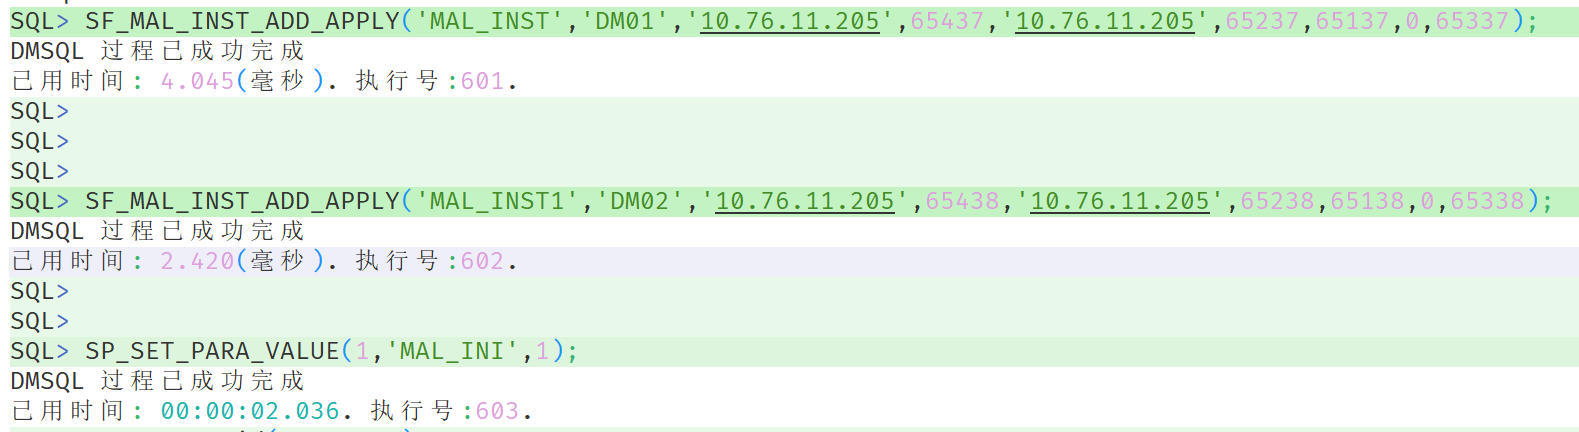 SQL> SF_MAL_INST_ADD_APPLY('MAL_INST','DM01','10.76.11.205',65437,'10.76.11.205',65237,65137,0,65337);
DMSQL 过程已成功完成
已用时间: 4.045(毫秒). 执行号:601.
SQL>
SQL>
SQL>
SQL> SF_MAL_INST_ADD_APPLY('MAL_INST1','DM02','10.76.11.205',65438,'10.76.11.205',65238,65138,0,65338);
DMSQL 过程已成功完成
已用时间: 2.420(毫秒). 执行号:602.
SQL>
SQL>
SQL> SP_SET_PARA_VALUE(1,'MAL_INI',1);
DMSQL 过程已成功完成
已用时间: 00:00:02.036. 执行号:603.